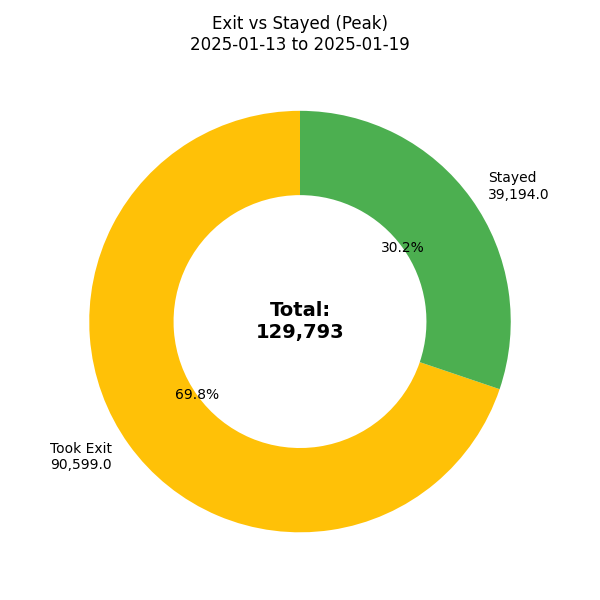 Exit vs Stayed (Peak)
2025-01-13 to 2025-01-19
Stayed
39,194.0
30.2%
Total:
129,793
69.8%
Took Exit
90,599.0